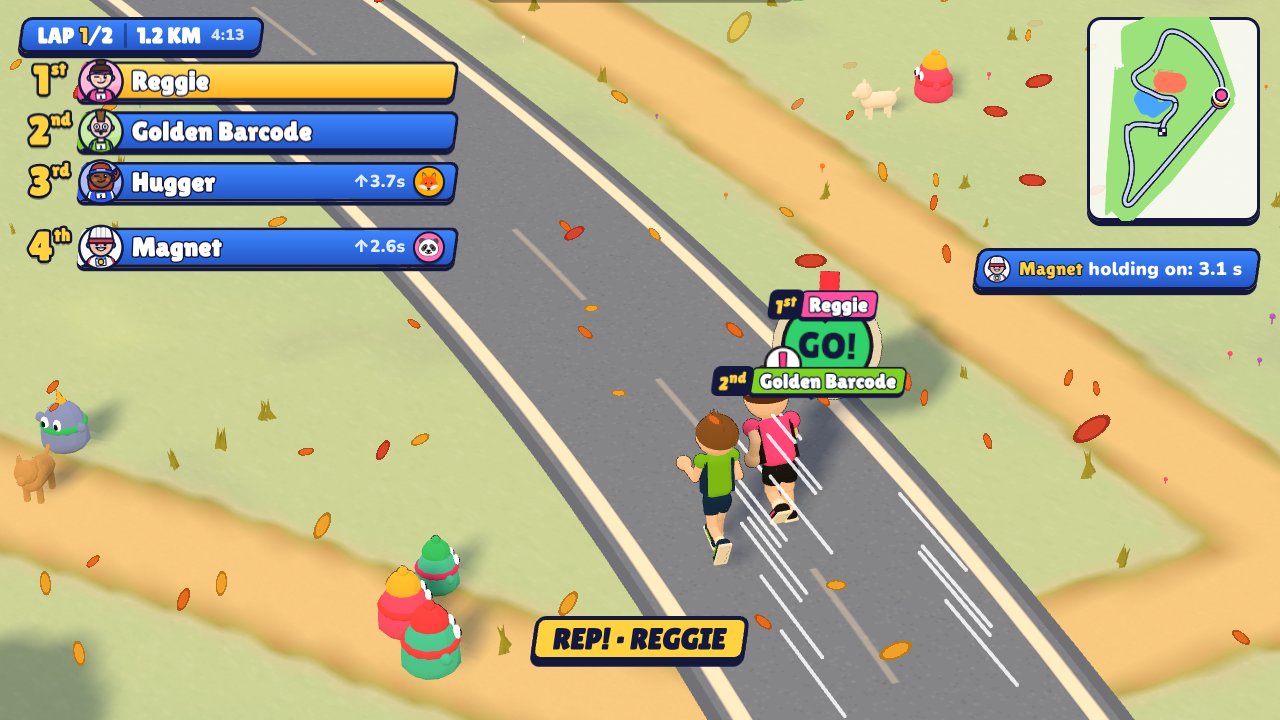 LAP 1/2 1.2 KM 4:13
1st Reggie
2nd Golden Barcode
3rd Hugger ↑3.7s
4th Magnet ↑2.6s
Magnet holding on: 3.1 s
1st Reggie
GO!
!
2nd Golden Barcode
REP! · REGGIE